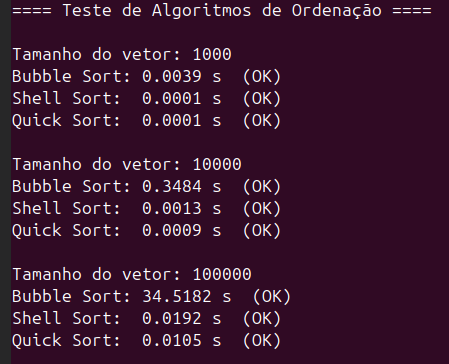 ==== Teste de Algoritmos de Ordenação ====
Tamanho do vetor: 1000
Bubble Sort: 0.0039 s  (OK)
Shell Sort:  0.0001 s  (OK)
Quick Sort:  0.0001 s  (OK)
Tamanho do vetor: 10000
Bubble Sort: 0.3484 s  (OK)
Shell Sort:  0.0013 s  (OK)
Quick Sort:  0.0009 s  (OK)
Tamanho do vetor: 100000
Bubble Sort: 34.5182 s  (OK)
Shell Sort:  0.0192 s  (OK)
Quick Sort:  0.0105 s  (OK)